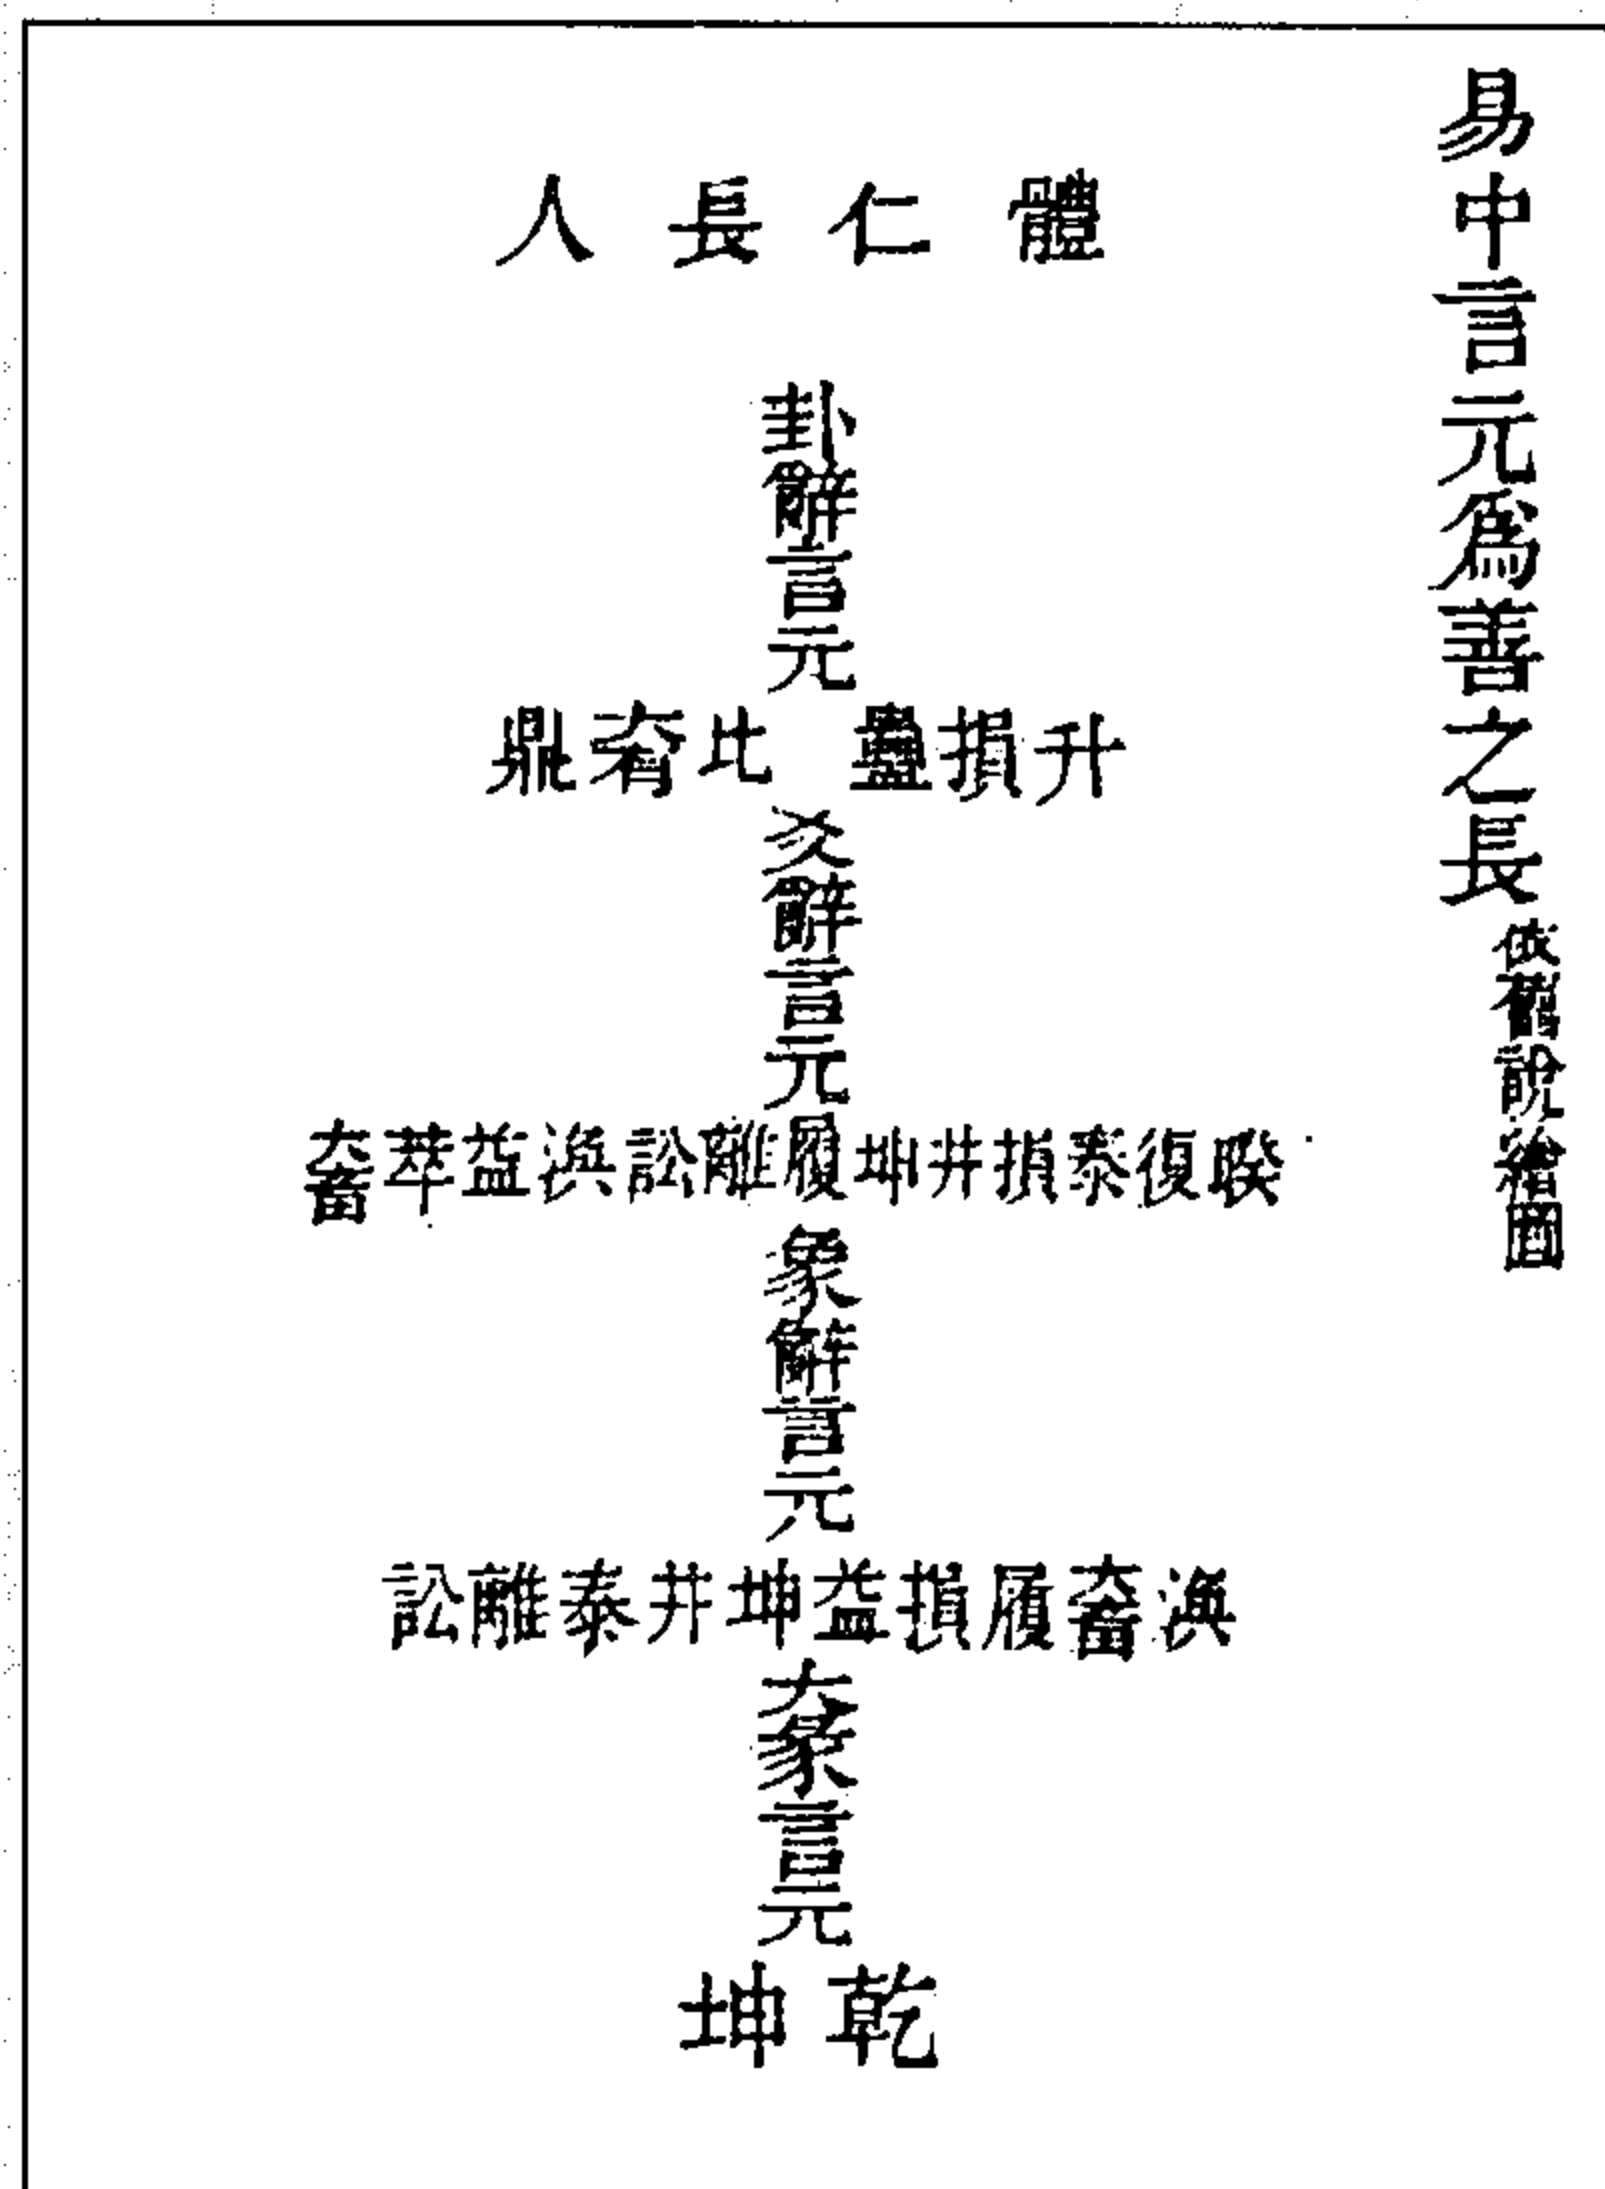 易中言元爲善之長依舊說繪圖
體仁長人
卦辭言元
升損蠱比大有鼎
爻辭言元
睽復泰損井坤履離訟渙益萃大畜
象辭言元
渙大畜履損益坤井泰離訟
大彖言元
乾坤